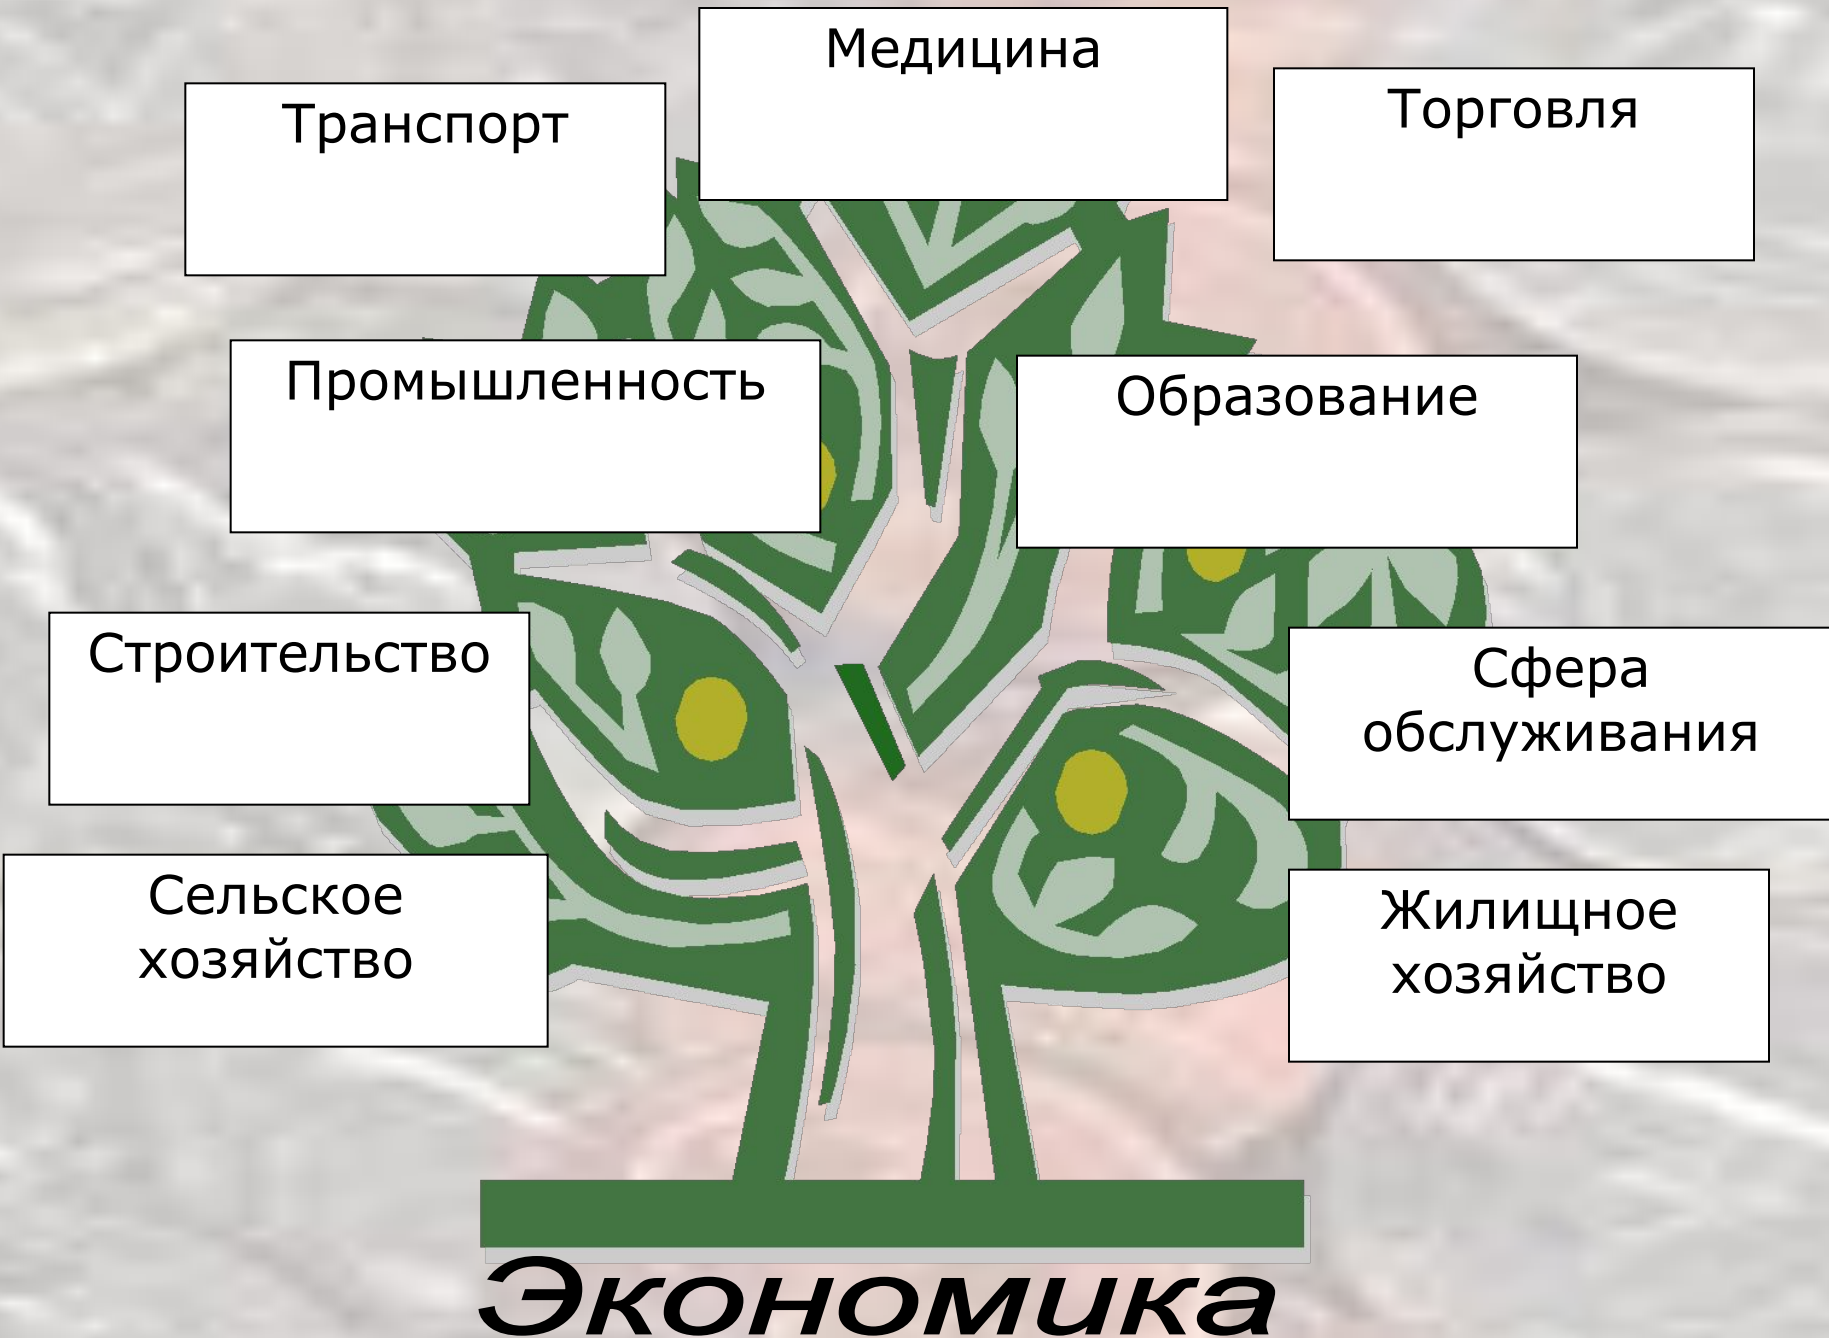 Медицина
Транспорт
Торговля
Промышленность
Образование
Строительство
Сфера
обслуживания
Сельское
хозяйство
Жилищное
хозяйство
Экономика